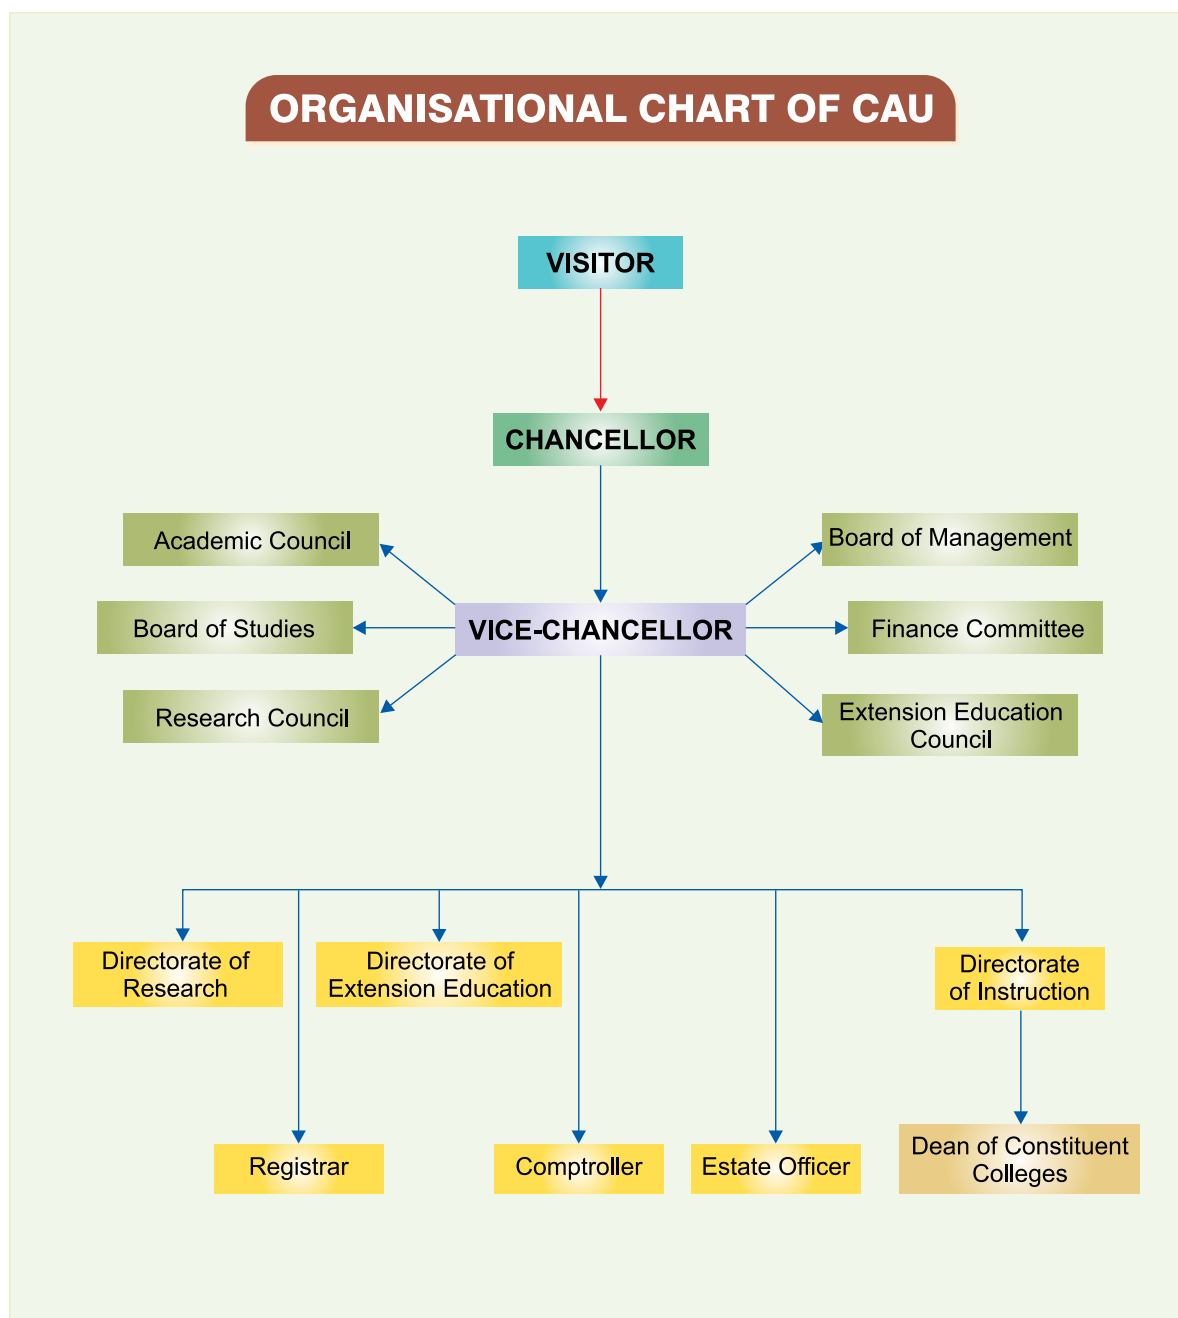 ORGANISATIONAL CHART OF CAU
VISITOR
CHANCELLOR
Academic Council
Board of Management
Board of Studies
VICE-CHANCELLOR
Finance Committee
Research Council
Extension Education
Council
Directorate of
Research
Directorate of
Extension Education
Directorate
of Instruction
Registrar
Comptroller
Estate Officer
Dean of Constituent
Colleges